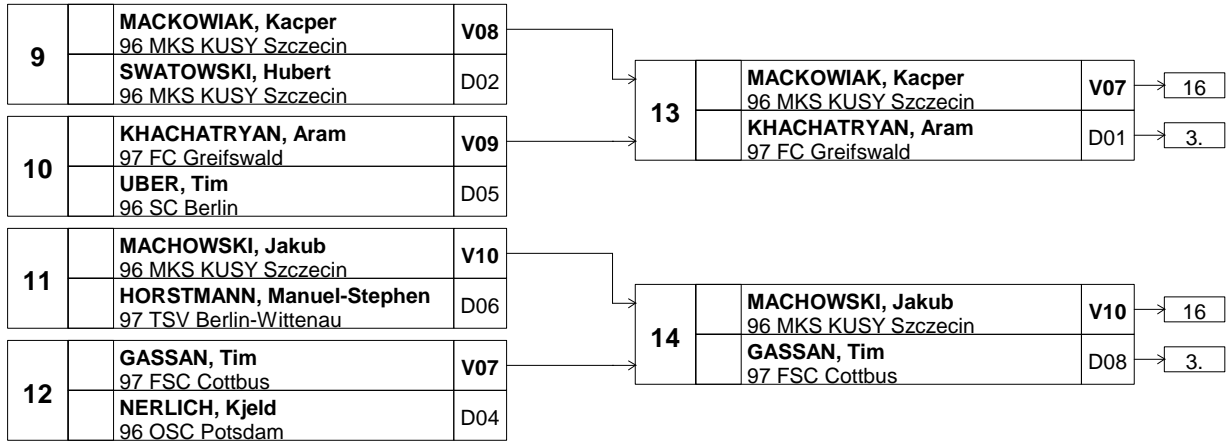 9
MACKOWIAK, Kacper
96 MKS KUSY Szczecin
V08
SWATOWSKI, Hubert
96 MKS KUSY Szczecin
D02
10
KHACHATRYAN, Aram
97 FC Greifswald
V09
UBER, Tim
96 SC Berlin
D05
11
MACHOWSKI, Jakub
96 MKS KUSY Szczecin
V10
HORSTMANN, Manuel-Stephen
97 TSV Berlin-Wittenau
D06
12
GASSAN, Tim
97 FSC Cottbus
V07
NERLICH, Kjeld
96 OSC Potsdam
D04
13
MACKOWIAK, Kacper
96 MKS KUSY Szczecin
V07
16
KHACHATRYAN, Aram
97 FC Greifswald
D01
3.
14
MACHOWSKI, Jakub
96 MKS KUSY Szczecin
V10
16
GASSAN, Tim
97 FSC Cottbus
D08
3.